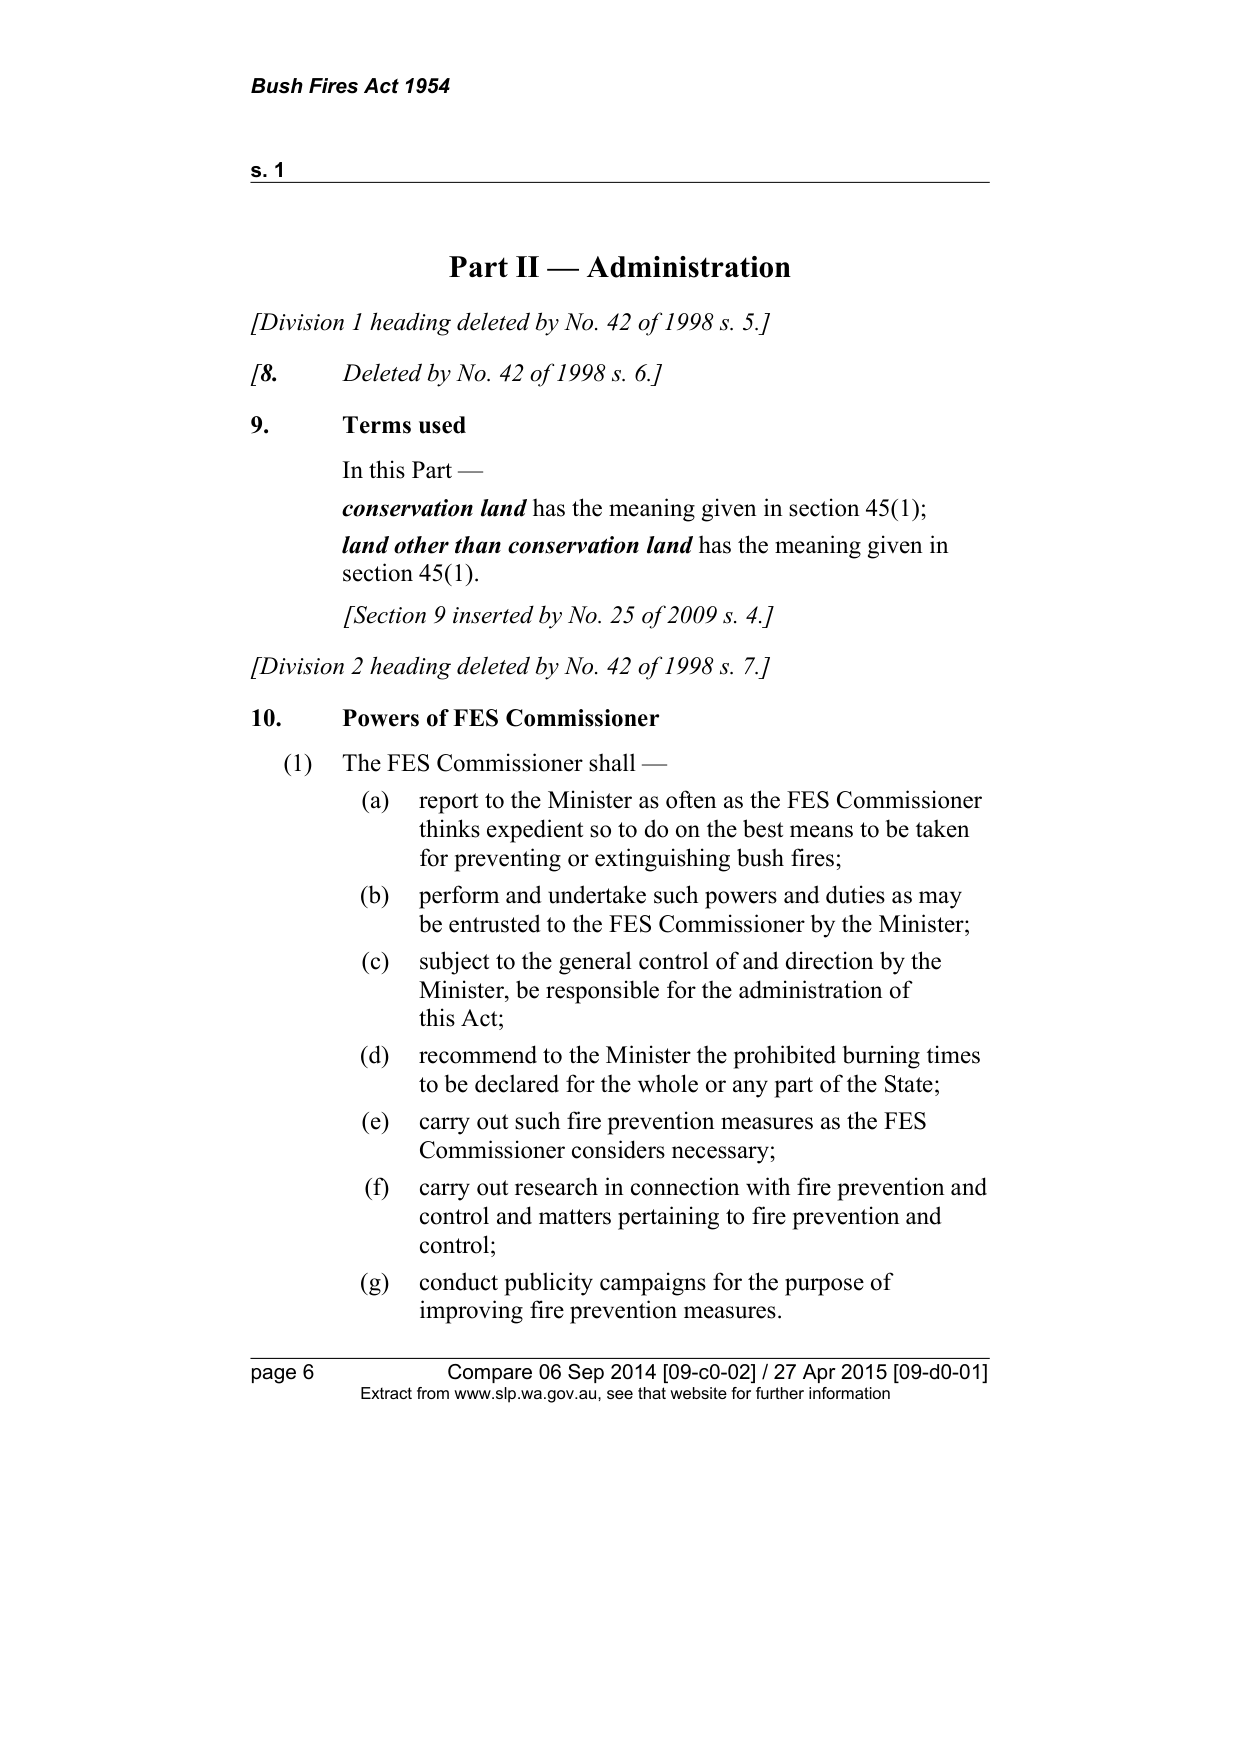 Bush Fires Act 1954
s. 1
Part II — Administration
[Division 1 heading deleted by No. 42 of 1998 s. 5.]
[8. Deleted by No. 42 of 1998 s. 6.]
9. Terms used
In this Part —
conservation land has the meaning given in section 45(1);
land other than conservation land has the meaning given in
section 45(1).
[Section 9 inserted by No. 25 of 2009 s. 4.]
[Division 2 heading deleted by No. 42 of 1998 s. 7.]
10. Powers of FES Commissioner
(1) The FES Commissioner shall —
(a) report to the Minister as often as the FES Commissioner
thinks expedient so to do on the best means to be taken
for preventing or extinguishing bush fires;
(b) perform and undertake such powers and duties as may
be entrusted to the FES Commissioner by the Minister;
(c) subject to the general control of and direction by the
Minister, be responsible for the administration of
this Act;
(d) recommend to the Minister the prohibited burning times
to be declared for the whole or any part of the State;
(e) carry out such fire prevention measures as the FES
Commissioner considers necessary;
(f) carry out research in connection with fire prevention and
control and matters pertaining to fire prevention and
control;
(g) conduct publicity campaigns for the purpose of
improving fire prevention measures.
page 6 Compare 06 Sep 2014 [09-c0-02] / 27 Apr 2015 [09-d0-01]
Extract from www.slp.wa.gov.au, see that website for further information